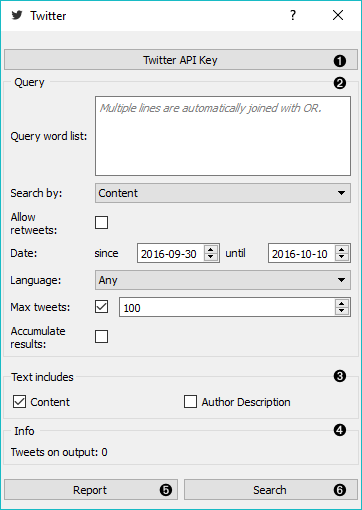 Twitter ? ×
Twitter API Key ❶
Query ❷
Query word list: Multiple lines are automatically joined with OR.
Search by: Content
Allow retweets:
Date: since 2016-09-30 until 2016-10-10
Language: Any
Max tweets: 100
Accumulate results:
Text includes ❸
Content Author Description
Info ❹
Tweets on output: 0
Report ❺ Search ❻